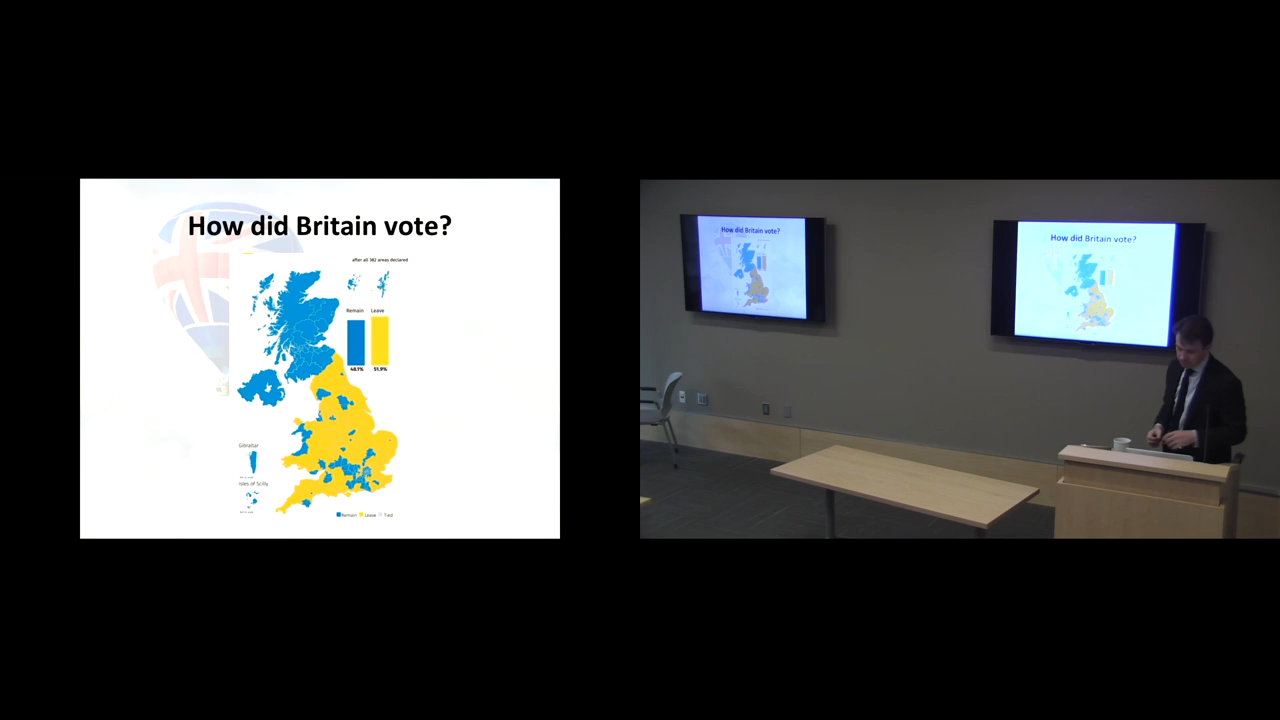 How did Britain vote?
after all 382 areas declared
Remain Leave
48.1% 51.9%
Gibraltar
Isles of Scilly
Remain Leave Tied
How did Britain vote?
How did Britain vote?